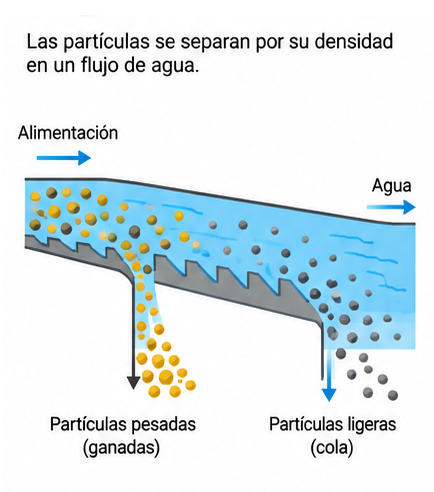 Las partículas se separan por su densidad
en un flujo de agua.
Alimentación
Agua
Partículas pesadas
(ganadas)
Partículas ligeras
(cola)